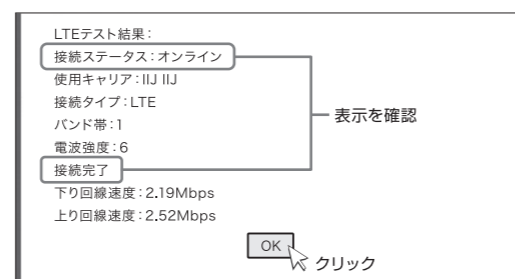 LTEテスト結果：
接続ステータス：オンライン
使用キャリア：IIJ IIJ
接続タイプ：LTE
バンド帯：1
電波強度：6
接続完了
下り回線速度：2.19Mbps
上り回線速度：2.52Mbps
表示を確認
OK
クリック